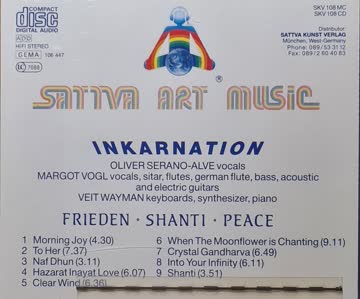 COMPACT
disc
DIGITAL AUDIO
ADD
HIFI STEREO
GEMA 106 447
LC 7688
SKV 108 MC
SKV 108 CD
Distributor:
SATTVA KUNST VERLAG
München, West-Germany
Phone: 089/53 31 12
Fax: 089/2 60 40 83
®
SATTVA ART MUSIC
INKARNATION
OLIVER SERANO-ALVE vocals
MARGOT VOGL vocals, sitar, flutes, german flute, bass, acoustic
and electric guitars
VEIT WAYMAN keyboards, synthesizer, piano
FRIEDEN · SHANTI · PEACE
1 Morning Joy (4.30)
2 To Her (7.37)
3 Naf Dhun (3.11)
4 Hazarat Inayat Love (6.07)
5 Clear Wind (6.36)
6 When The Moonflower is Chanting (9.11)
7 Crystal Gandharva (6.49)
8 Into Your Infinity (6.11)
9 Shanti (3.51)